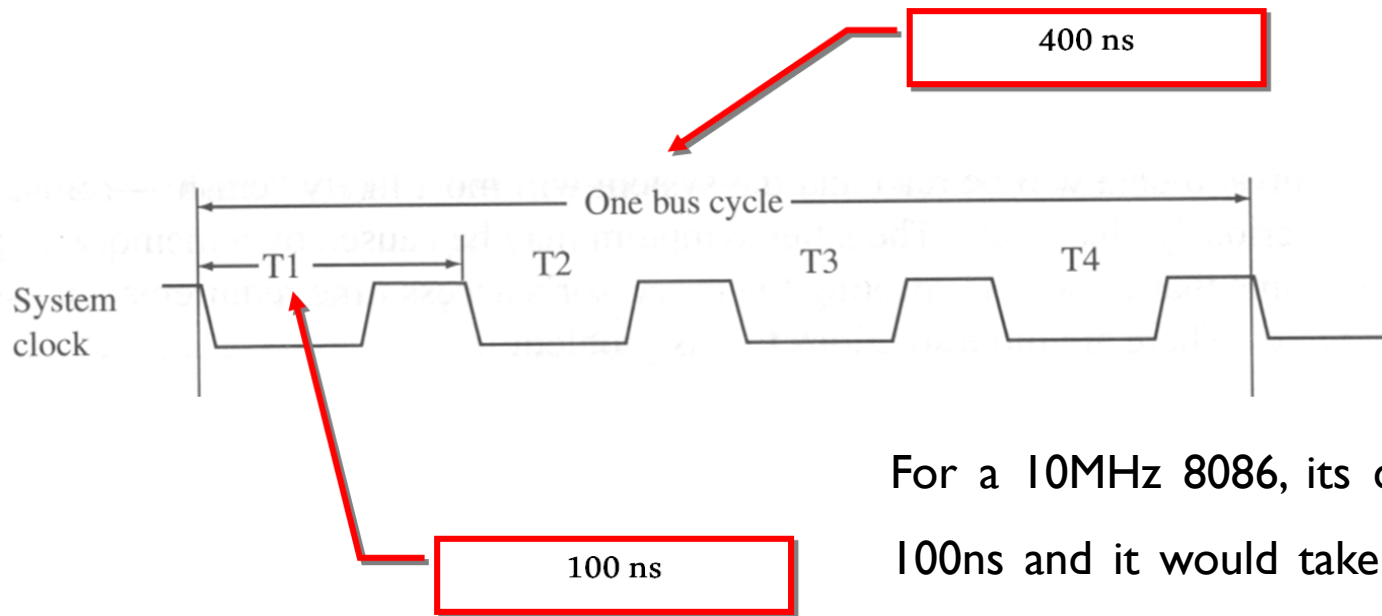 400 ns
One bus cycle
T1
T2
T3
T4
System
clock
For a 10MHz 8086, its
100ns and it would take
100 ns